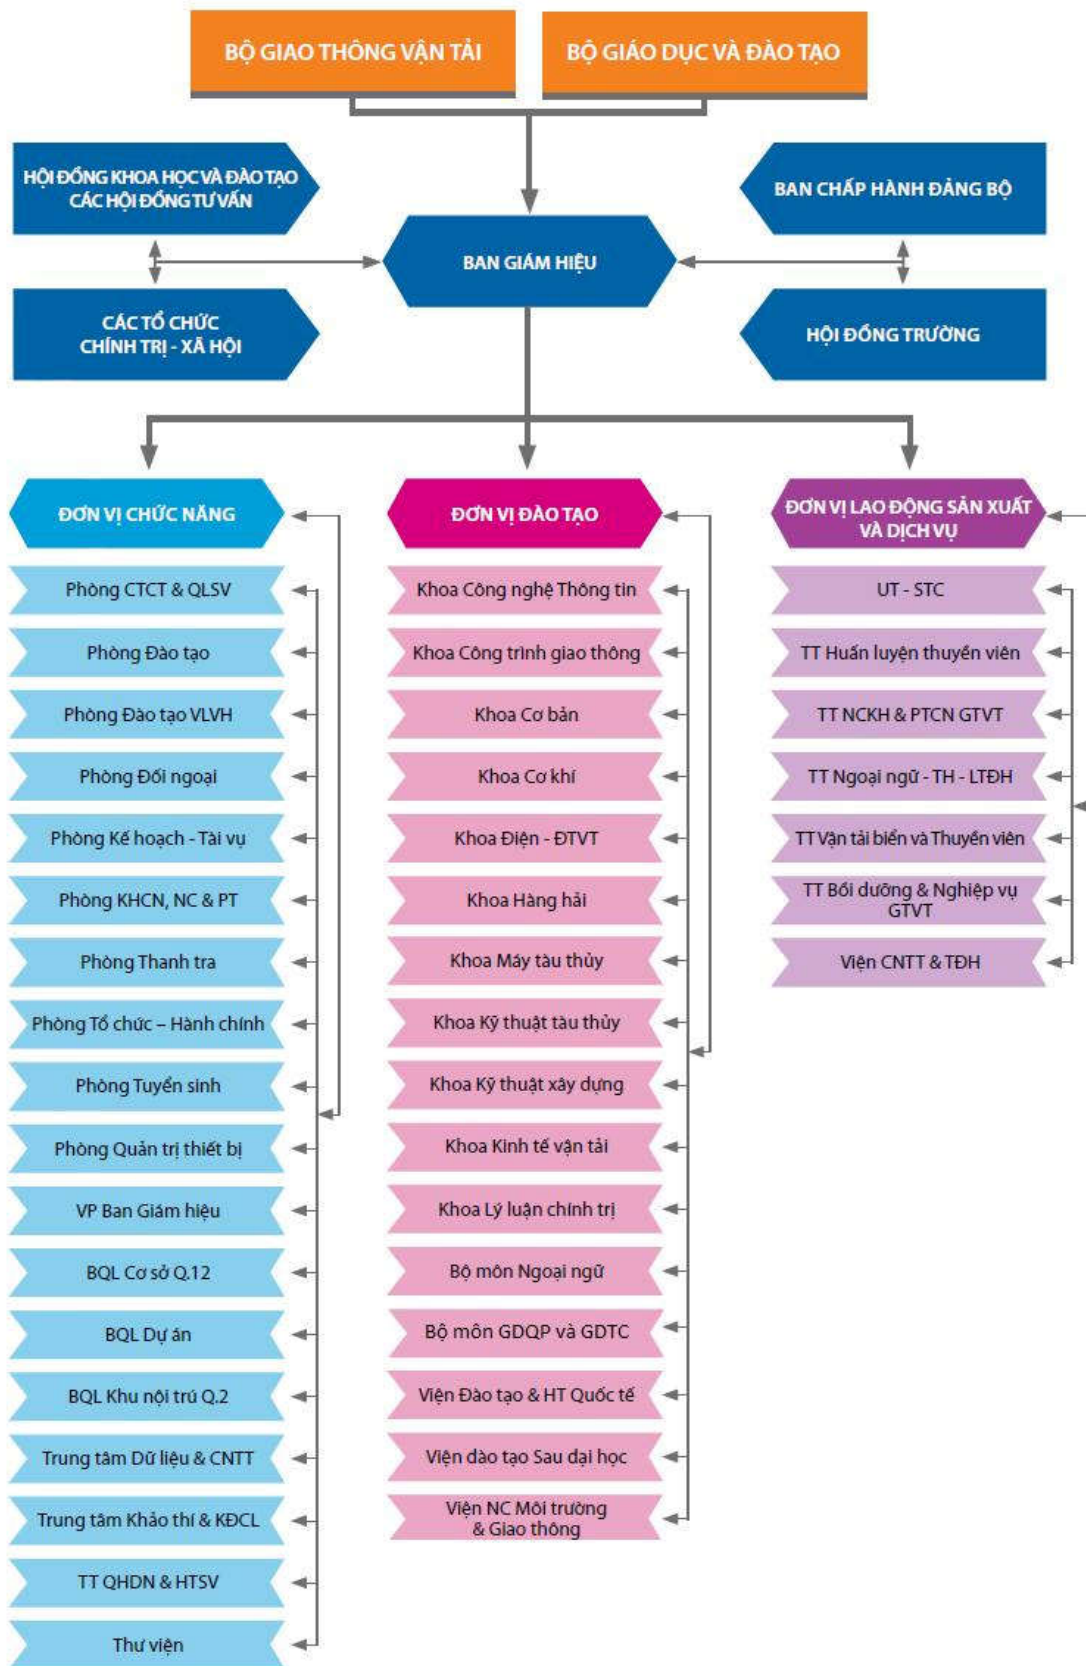 BỘ GIAO THÔNG VẬN TẢI
BỘ GIÁO DỤC VÀ ĐÀO TẠO
HỘI ĐỒNG KHOA HỌC VÀ ĐÀO TẠO
CÁC HỘI ĐỒNG TƯ VẤN
BAN CHẤP HÀNH ĐẢNG BỘ
BAN GIÁM HIỆU
CÁC TỔ CHỨC
CHÍNH TRỊ - XÃ HỘI
HỘI ĐỒNG TRƯỜNG
ĐƠN VỊ CHỨC NĂNG
Phòng CTCT & QLSV
Phòng Đào tạo
Phòng Đào tạo VLVH
Phòng Đối ngoại
Phòng Kế hoạch - Tài vụ
Phòng KHCN, NC & PT
Phòng Thanh tra
Phòng Tổ chức – Hành chính
Phòng Tuyển sinh
Phòng Quản trị thiết bị
VP Ban Giám hiệu
BQL Cơ sở Q.12
BQL Dự án
BQL Khu nội trú Q.2
Trung tâm Dữ liệu & CNTT
Trung tâm Khảo thí & KĐCL
TT QHDN & HTSV
Thư viện
ĐƠN VỊ ĐÀO TẠO
Khoa Công nghệ Thông tin
Khoa Công trình giao thông
Khoa Cơ bản
Khoa Cơ khí
Khoa Điện - ĐTVT
Khoa Hàng hải
Khoa Máy tàu thủy
Khoa Kỹ thuật tàu thủy
Khoa Kỹ thuật xây dựng
Khoa Kinh tế vận tải
Khoa Lý luận chính trị
Bộ môn Ngoại ngữ
Bộ môn GDQP và GDTC
Viện Đào tạo & HT Quốc tế
Viện đào tạo Sau đại học
Viện NC Môi trường
& Giao thông
ĐƠN VỊ LAO ĐỘNG SẢN XUẤT
VÀ DỊCH VỤ
UT - STC
TT Huấn luyện thuyền viên
TT NCKH & PTCN GTVT
TT Ngoại ngữ - TH - LTĐH
TT Vận tải biển và Thuyền viên
TT Bồi dưỡng & Nghiệp vụ
GTVT
Viện CNTT & TĐH